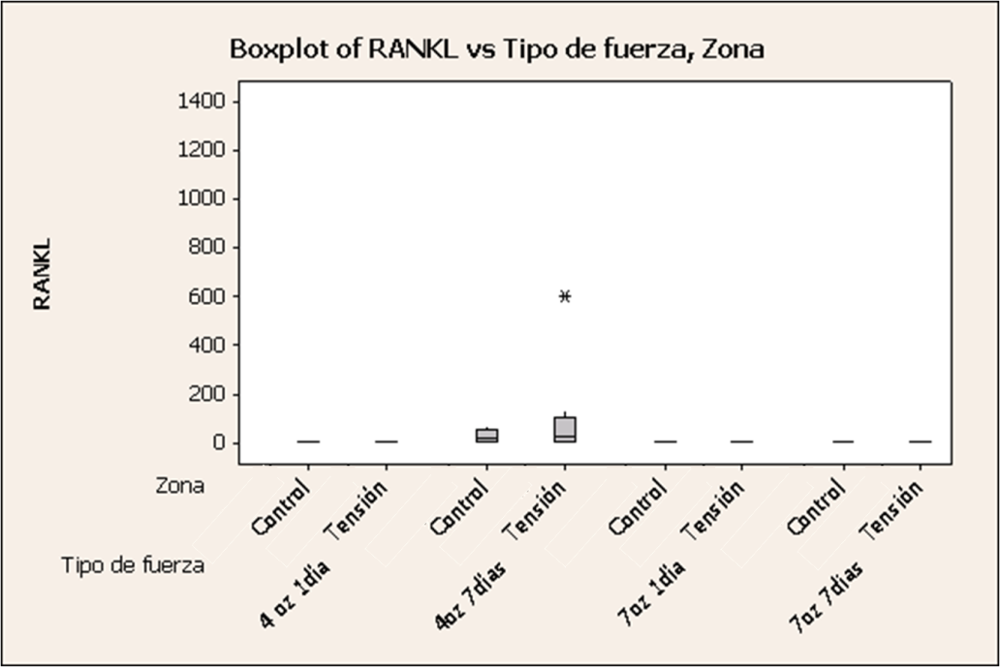 Boxplot of RANKL vs Tipo de fuerza, Zona
RANKL
1400
1200
1000
800
600
400
200
0
Zona
Control Tensión Control Tensión Control Tensión Control Tensión
Tipo de fuerza
4 oz 1dia 4oz 7dias 7oz 1dia 7oz 7dias